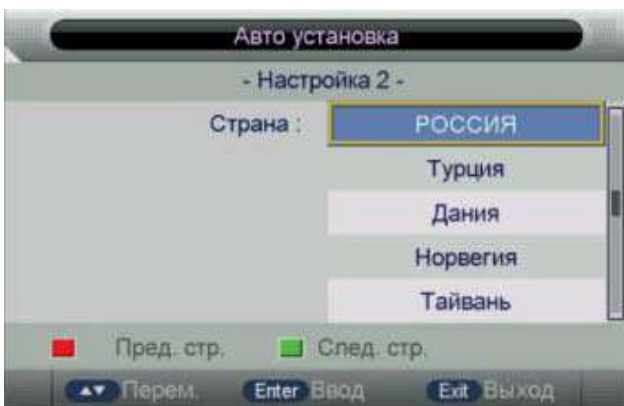 Авто установка
- Настройка 2 -
Страна : РОССИЯ
Турция
Дания
Норвегия
Тайвань
Пред. стр. След. стр.
Перем. Enter Ввод Exit Выход